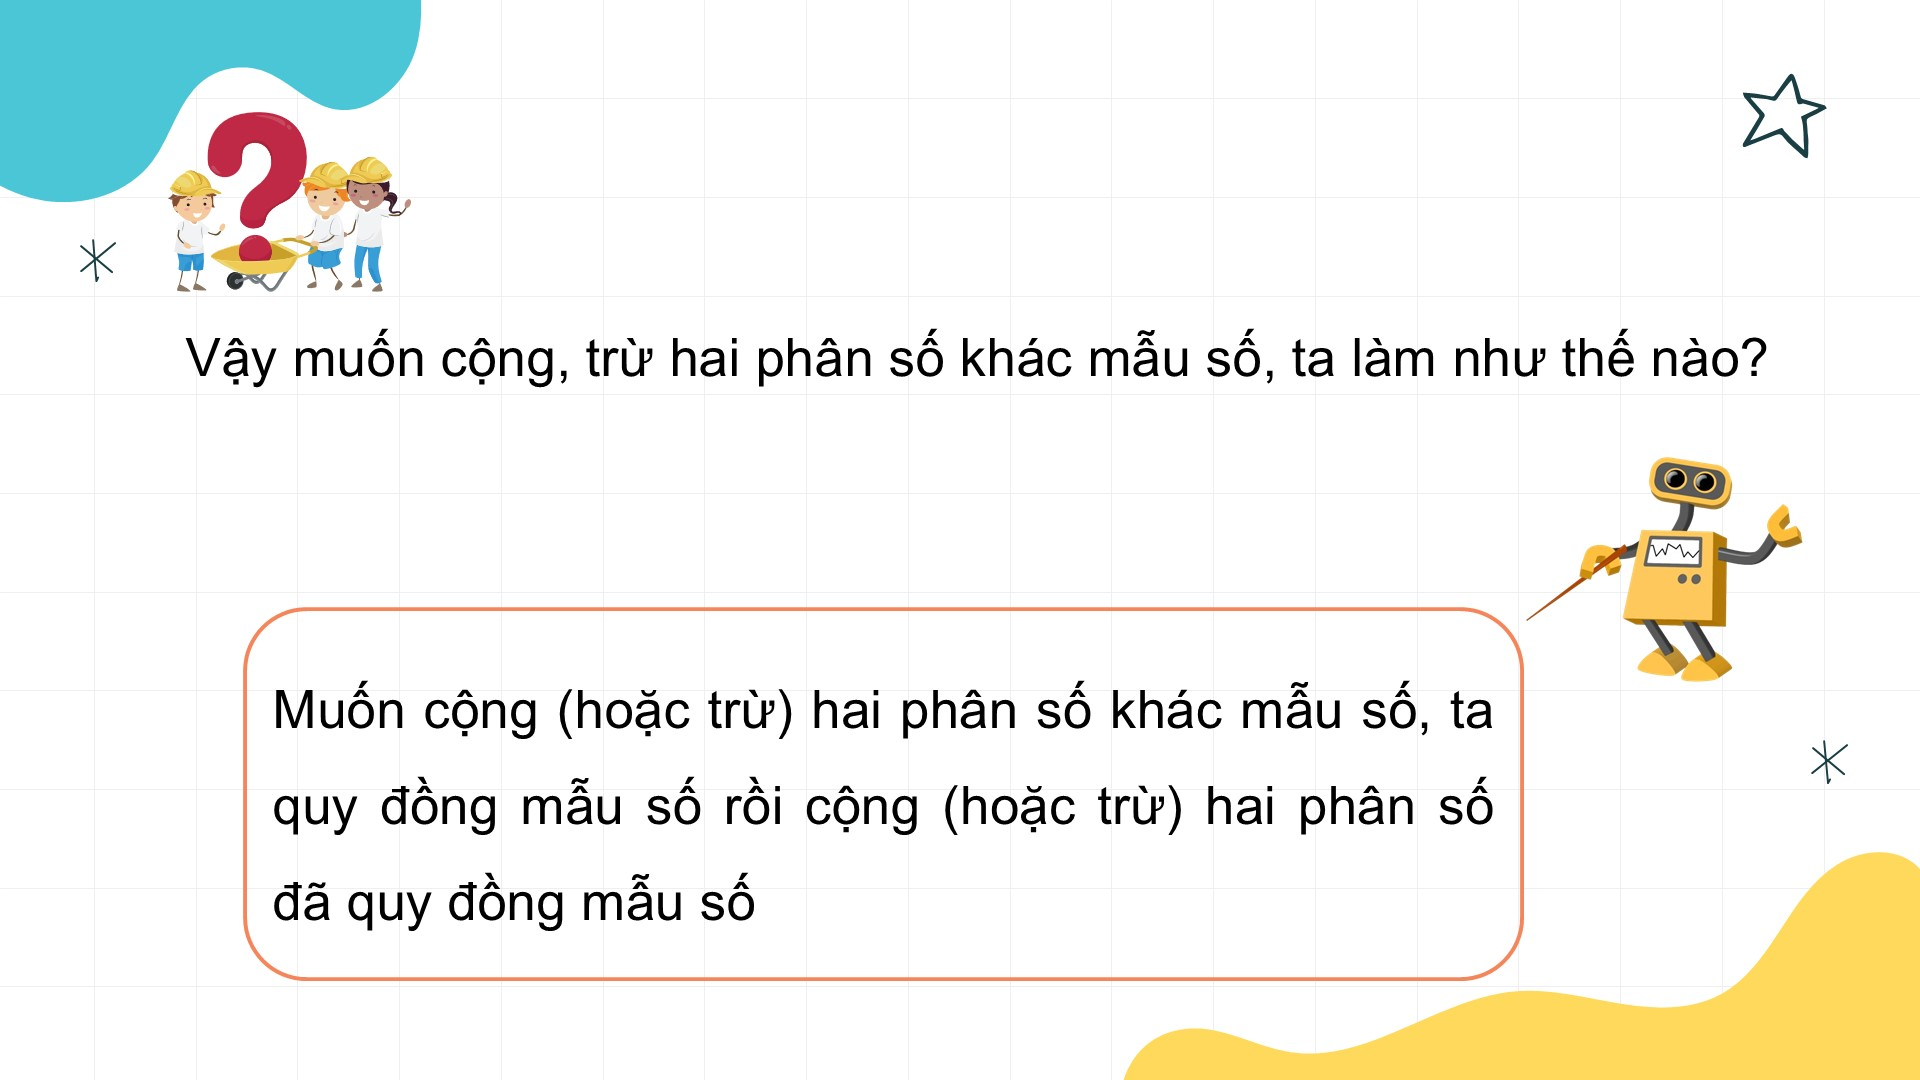 Vậy muốn cộng, trừ hai phân số khác mẫu số, ta làm như thế nào?
Muốn cộng (hoặc trừ) hai phân số khác mẫu số, ta
quy đồng mẫu số rồi cộng (hoặc trừ) hai phân số
đã quy đồng mẫu số